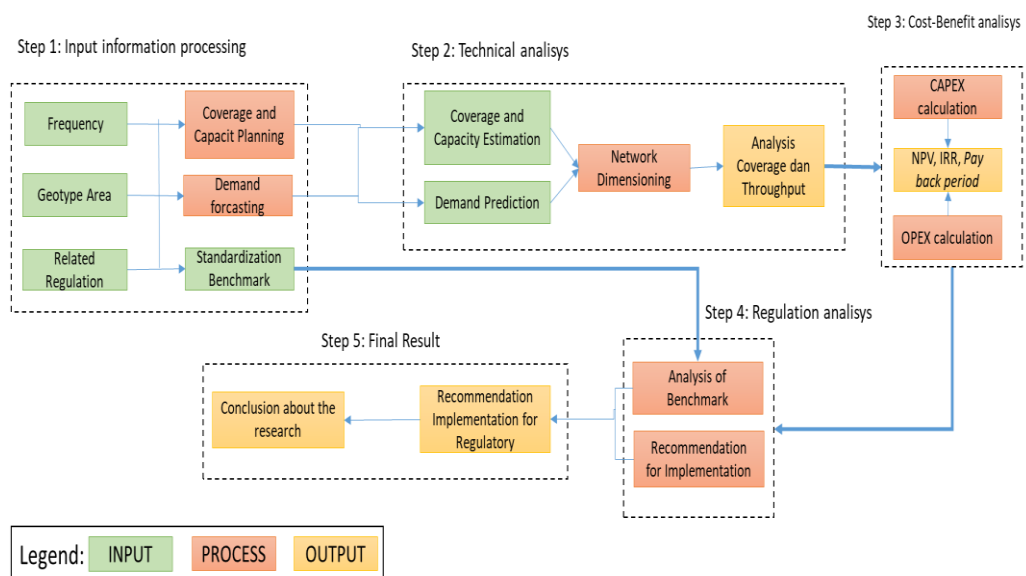 Step 1: Input information processing
Frequency
Coverage and
Capacit Planning
Geotype Area
Demand
forcasting
Related
Regulation
Standardization
Benchmark
Step 2: Technical analisys
Coverage and
Capacity Estimation
Demand Prediction
Network
Dimensioning
Analysis
Coverage dan
Throughput
Step 3: Cost-Benefit analisys
CAPEX
calculation
NPV, IRR, Pay
back period
OPEX calculation
Step 4: Regulation analisys
Analysis of
Benchmark
Recommendation
for Implementation
Step 5: Final Result
Recommendation
Implementation for
Regulatory
Conclusion about the
research
Legend: INPUT PROCESS OUTPUT